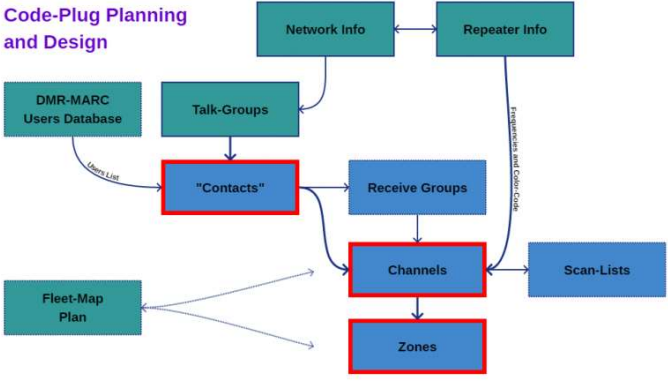 Code-Plug Planning
and Design
Network Info
Repeater Info
DMR-MARC
Users Database
Talk-Groups
Frequencies and Color-Code
Users List
"Contacts"
Receive Groups
Channels
Scan-Lists
Fleet-Map
Plan
Zones